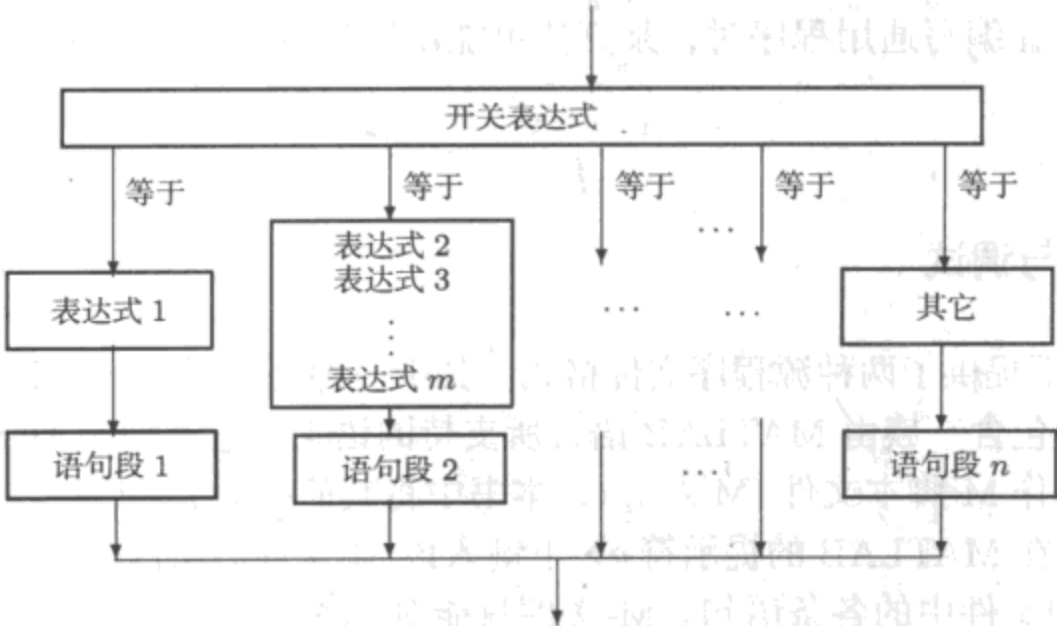 开关表达式
等于
等于
等于
等于
等于
表达式 1
表达式 2
表达式 3
⋮
表达式 m
...
...
...
其它
语句段 1
语句段 2
...
语句段 n